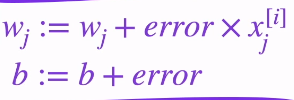 wⱼ := wⱼ + error × xⱼ^[i]
b := b + error